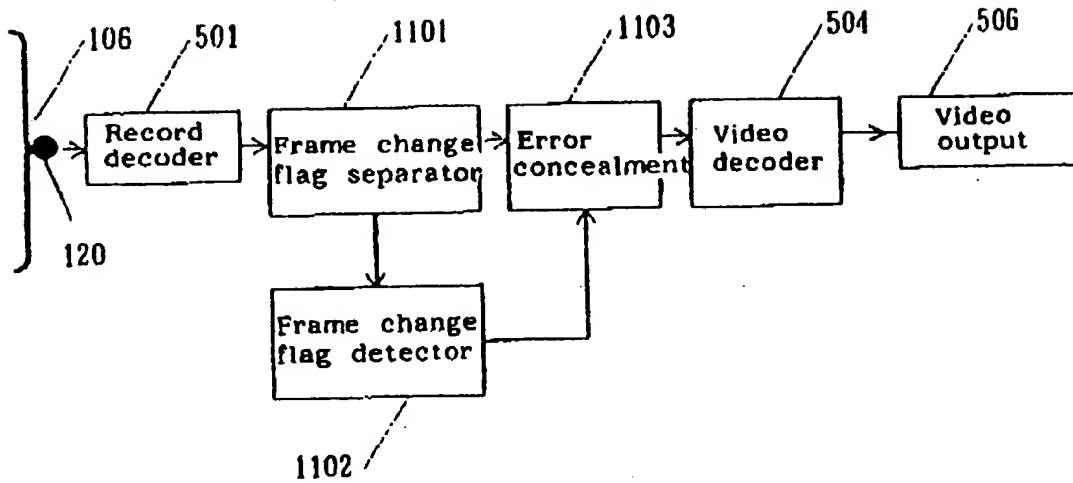 106
501
1101
1103
504
506
Record
decoder
Frame change
flag separator
Error
concealment
Video
decoder
Video
output
120
Frame change
flag detector
1102